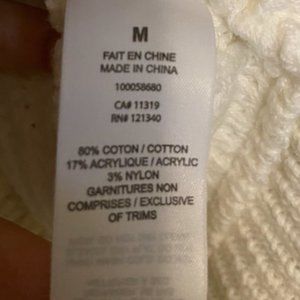 M
FAIT EN CHINE
MADE IN CHINA
100058680
CA# 11319
RN# 121340
80% COTON / COTTON
17% ACRYLIQUE / ACRYLIC
3% NYLON
GARNITURES NON
COMPRISES / EXCLUSIVE
OF TRIMS